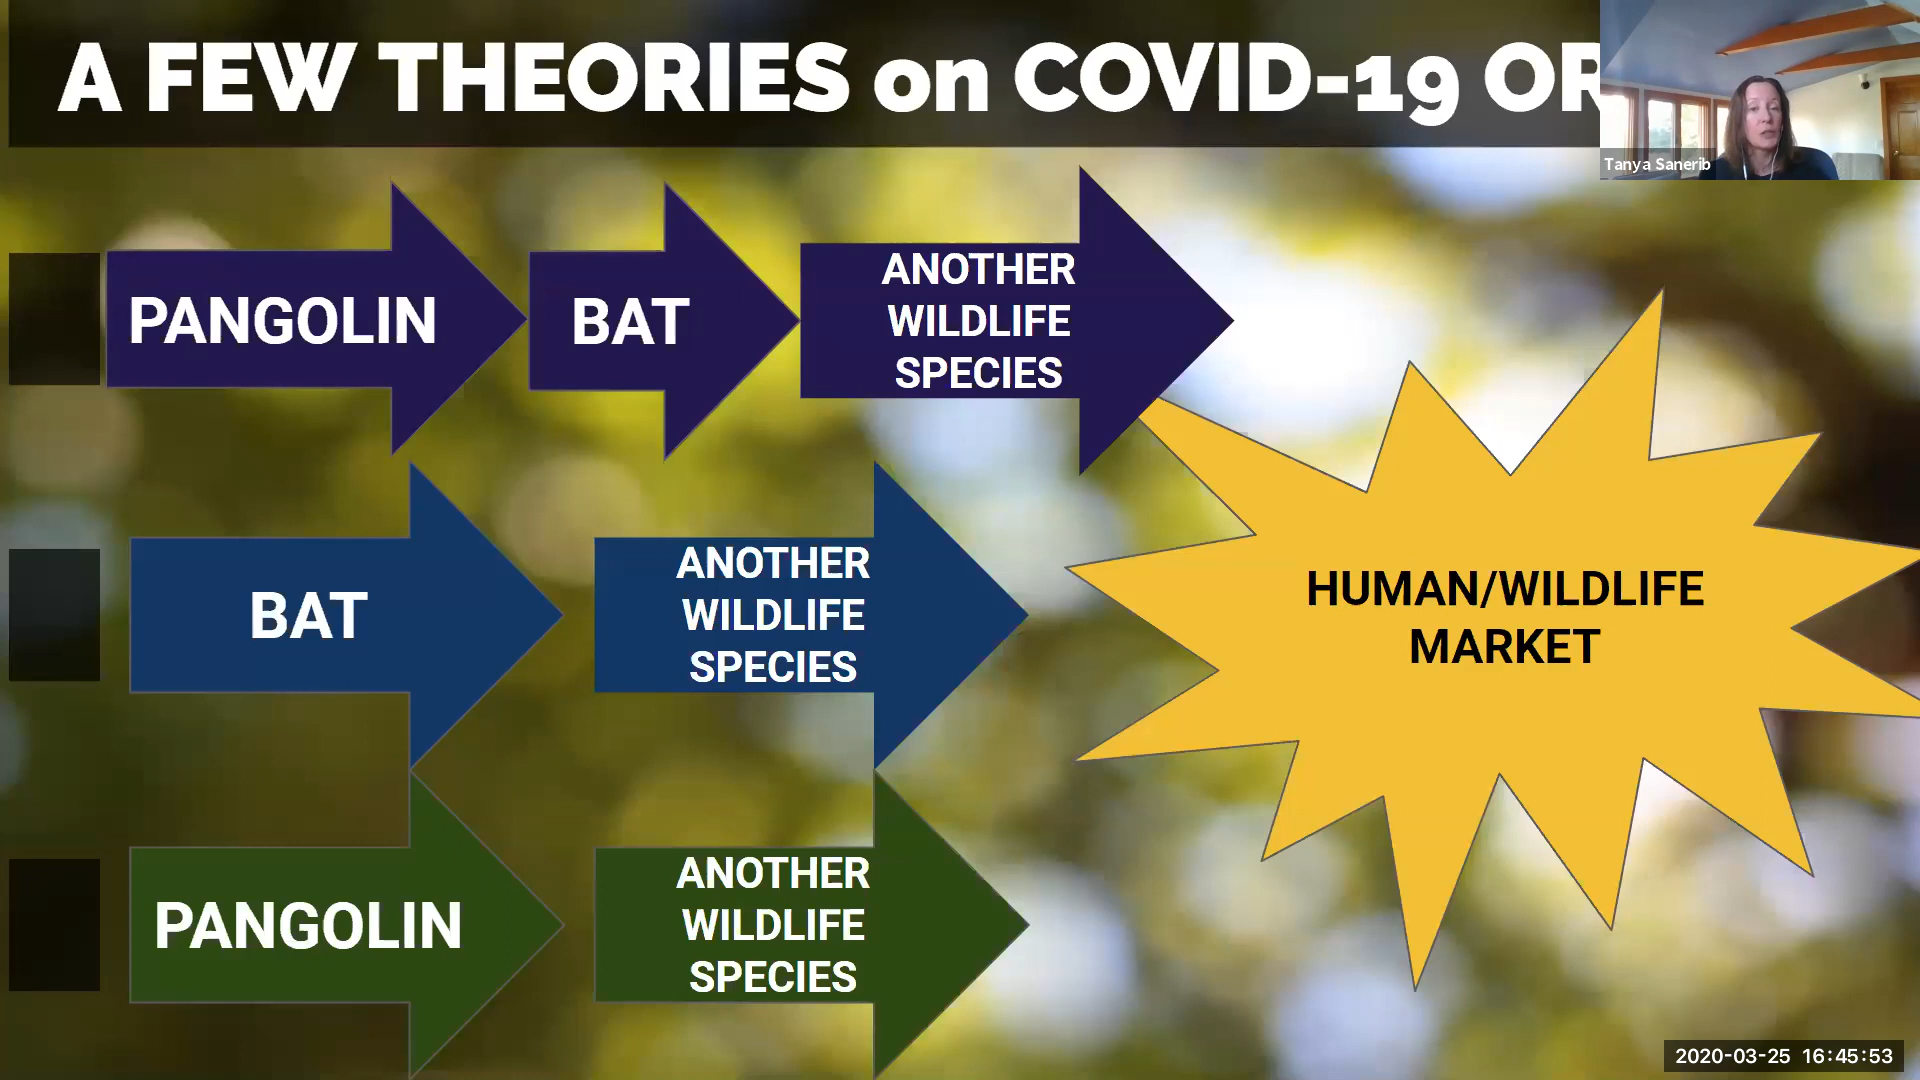 A FEW THEORIES on COVID-19 OR
Tanya Sanerib
PANGOLIN
BAT
ANOTHER
WILDLIFE
SPECIES
BAT
ANOTHER
WILDLIFE
SPECIES
HUMAN/WILDLIFE
MARKET
PANGOLIN
ANOTHER
WILDLIFE
SPECIES
2020-03-25 16:45:53